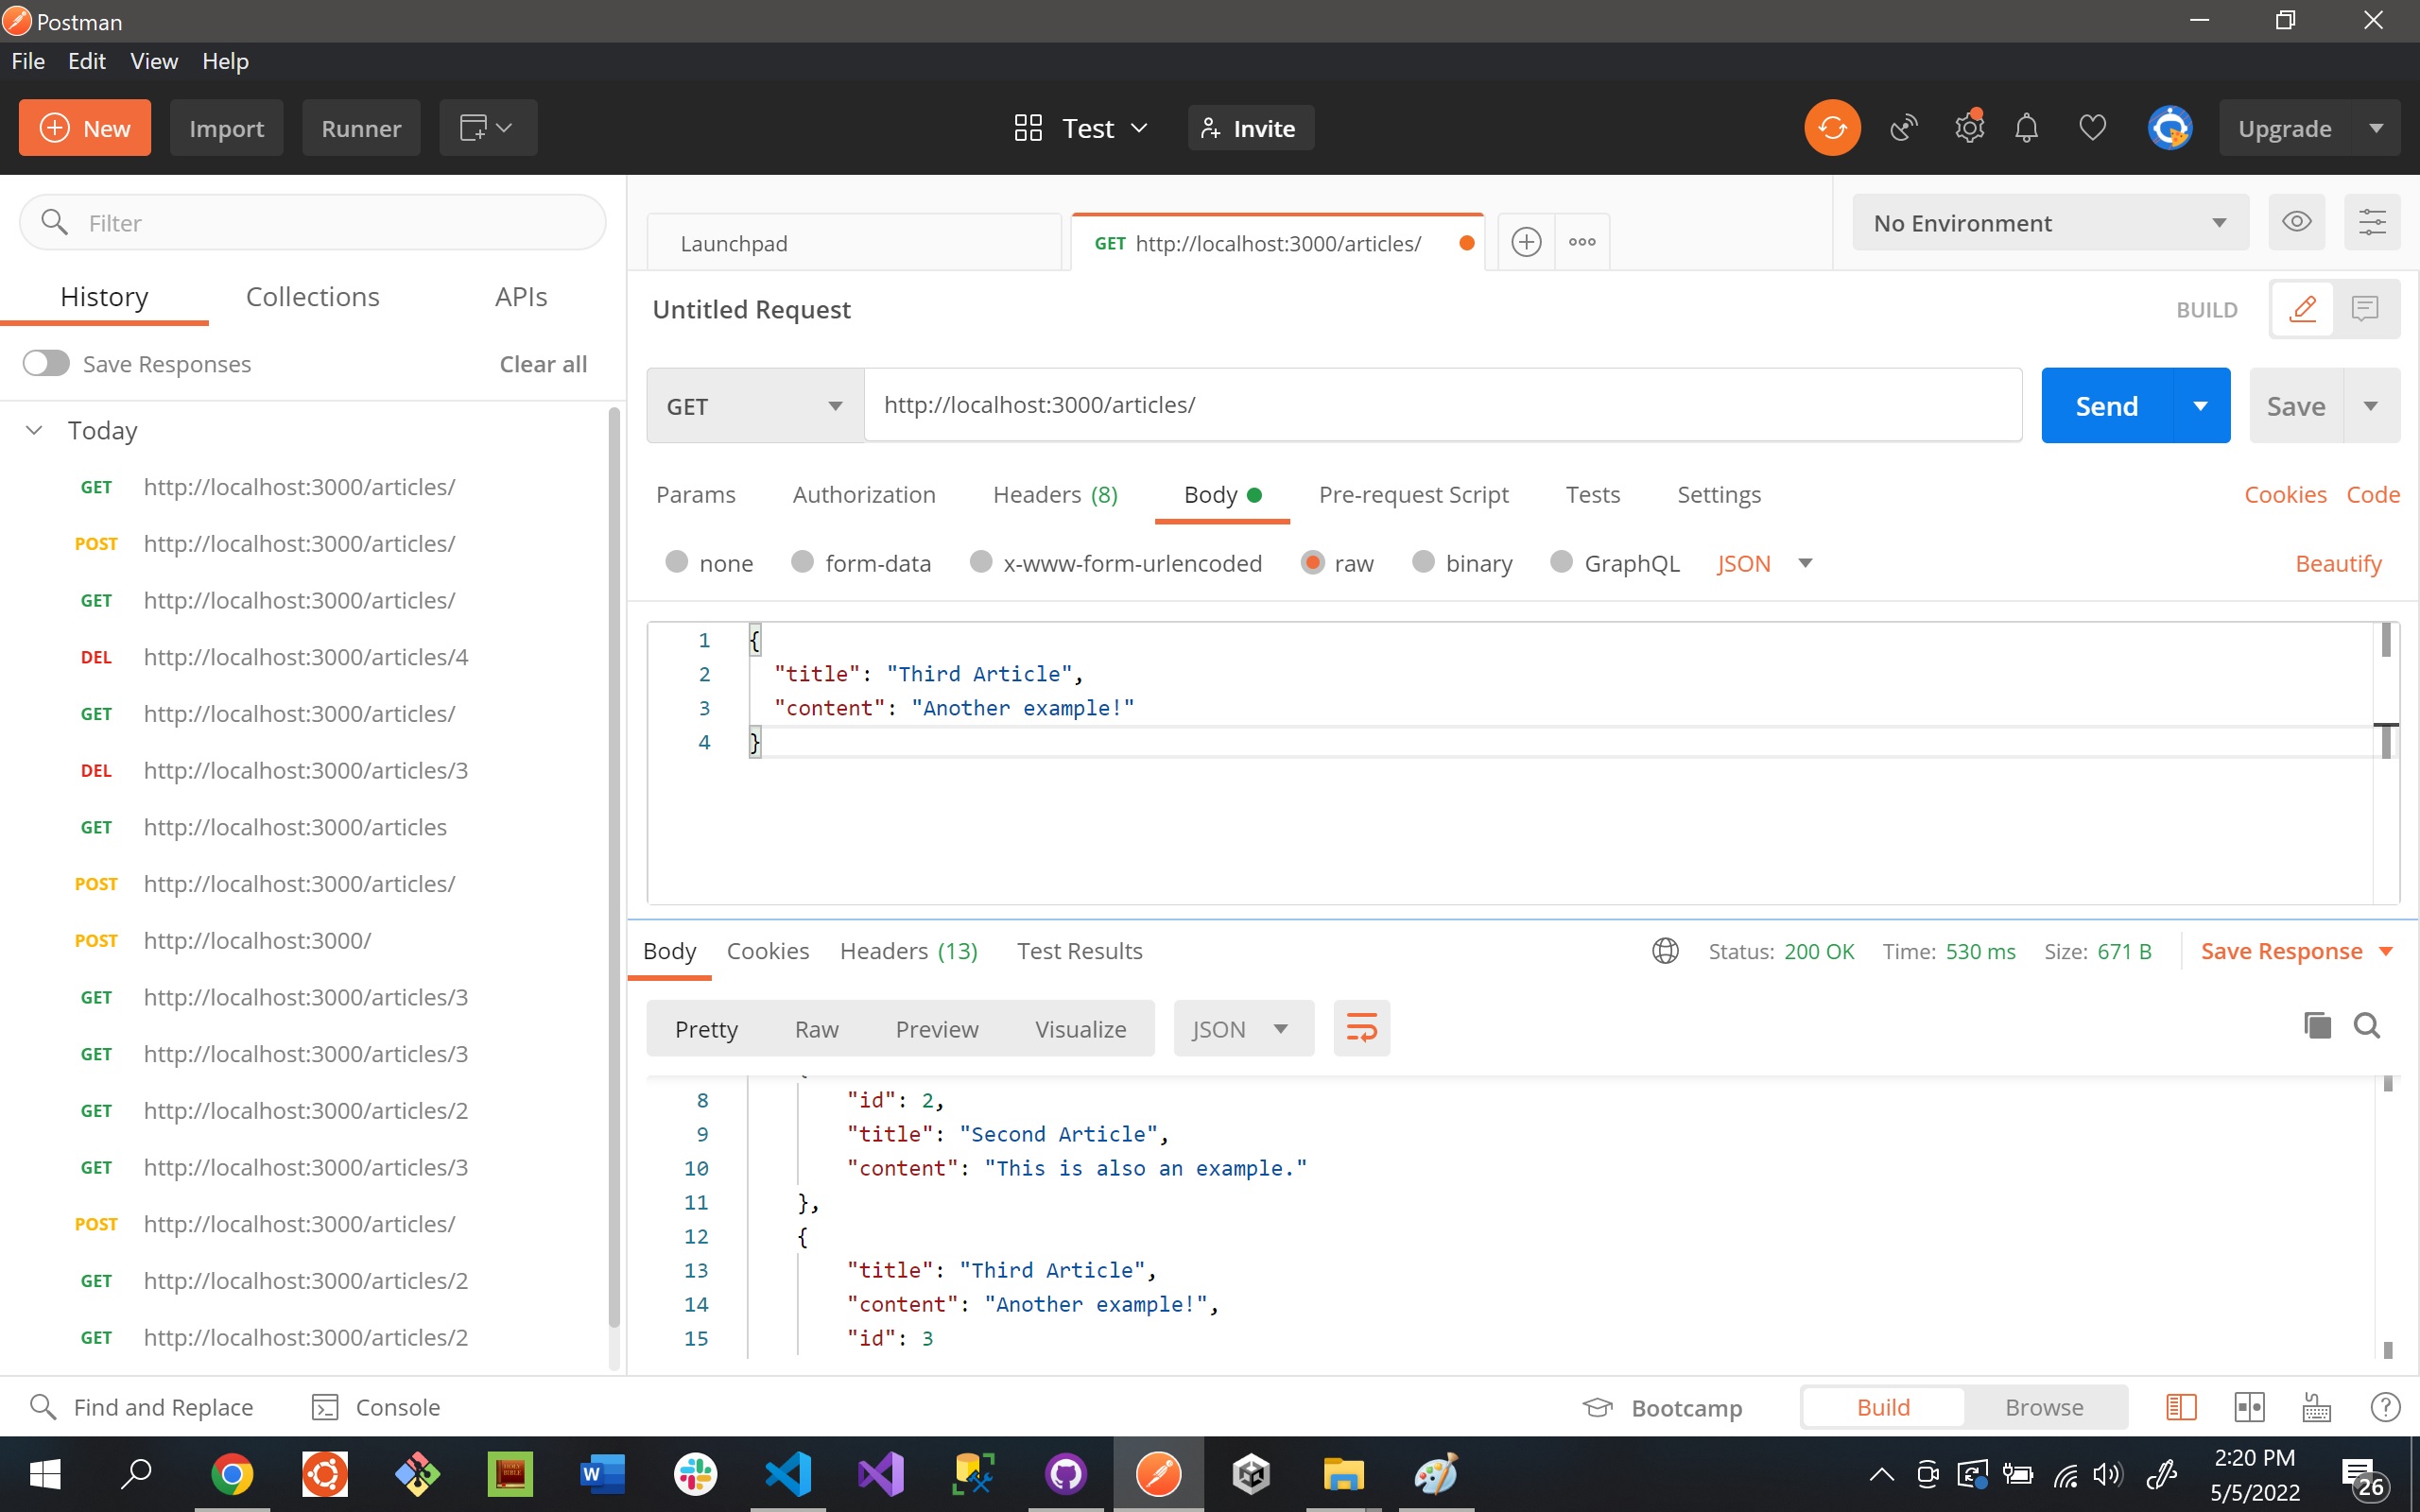 Postman
File Edit View Help
New Import Runner Test Invite Upgrade
Filter
History Collections APIs
Save Responses Clear all
Today
GET http://localhost:3000/articles/
POST http://localhost:3000/articles/
GET http://localhost:3000/articles/
DEL http://localhost:3000/articles/4
GET http://localhost:3000/articles/
DEL http://localhost:3000/articles/3
GET http://localhost:3000/articles
POST http://localhost:3000/articles/
POST http://localhost:3000/
GET http://localhost:3000/articles/3
GET http://localhost:3000/articles/3
GET http://localhost:3000/articles/2
GET http://localhost:3000/articles/3
POST http://localhost:3000/articles/
GET http://localhost:3000/articles/2
GET http://localhost:3000/articles/2
Launchpad GET http://localhost:3000/articles/ No Environment
Untitled Request BUILD
GET http://localhost:3000/articles/ Send Save
Params Authorization Headers (8) Body Pre-request Script Tests Settings Cookies Code
none form-data x-www-form-urlencoded raw binary GraphQL JSON Beautify
1 {
2 "title": "Third Article",
3 "content": "Another example!"
4 }
Body Cookies Headers (13) Test Results Status: 200 OK Time: 530 ms Size: 671 B Save Response
Pretty Raw Preview Visualize JSON
8 "id": 2,
9 "title": "Second Article",
10 "content": "This is also an example."
11 },
12 {
13 "title": "Third Article",
14 "content": "Another example!",
15 "id": 3
Find and Replace Console Bootcamp Build Browse
HOLY BIBLE
W
2:20 PM
5/5/2022
26